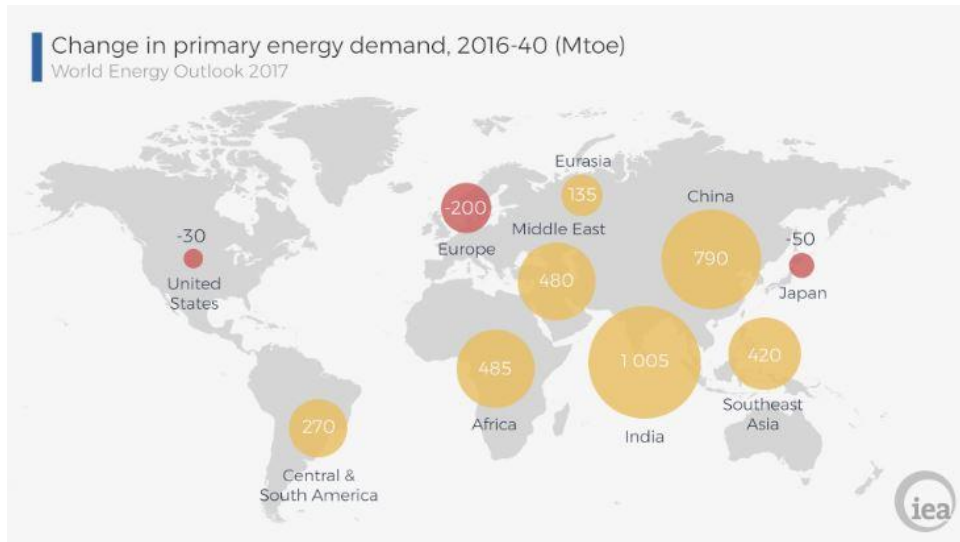 Change in primary energy demand, 2016-40 (Mtoe)
World Energy Outlook 2017
Eurasia
135
China
-200
Middle East
-30
Europe
790
-50
480
United
States
Japan
485
1 005
420
Africa
Southeast
Asia
India
270
Central &
South America
iea